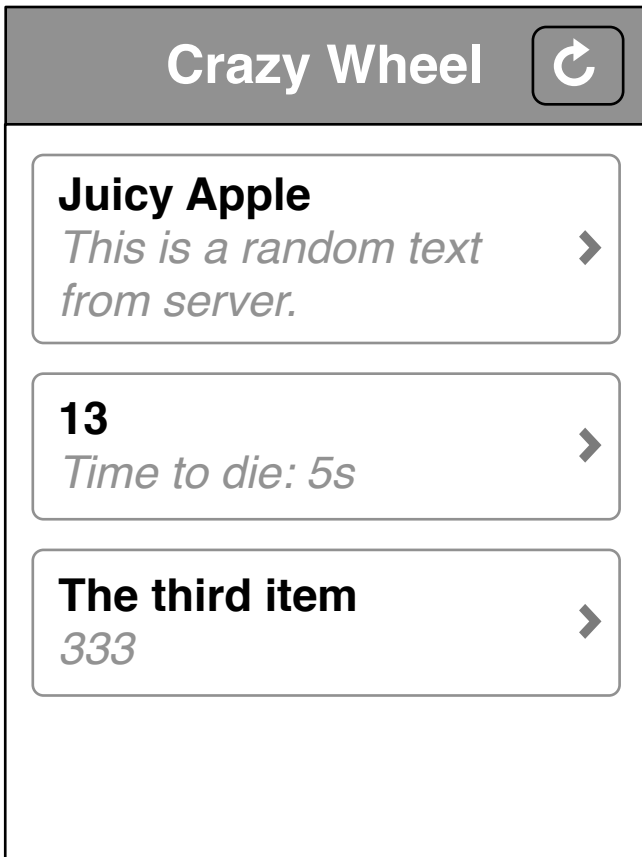 Crazy Wheel
Juicy Apple
This is a random text
from server.
13
Time to die: 5s
The third item
333